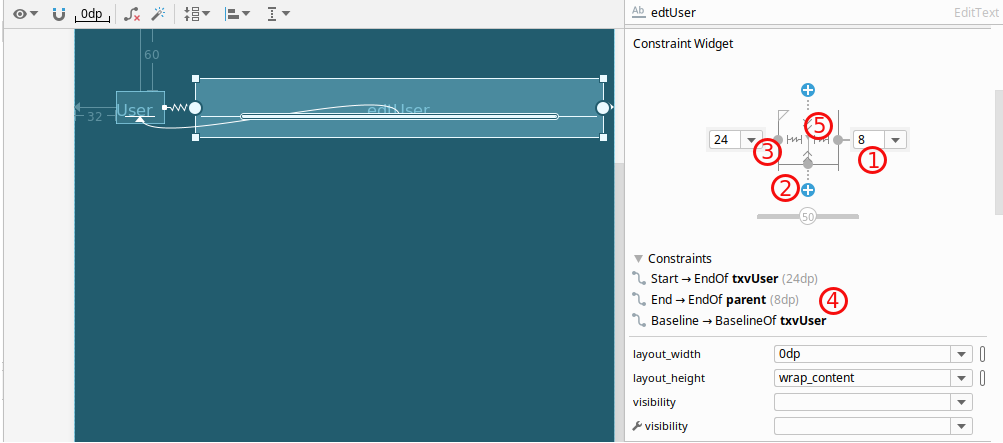 0dp
Ab edtUser EditText
Constraint Widget
60
User
edtUser
32
24
8
5
3
1
2
50
Constraints
Start → EndOf txvUser (24dp)
End → EndOf parent (8dp)
4
Baseline → BaselineOf txvUser
layout_width 0dp
layout_height wrap_content
visibility
visibility